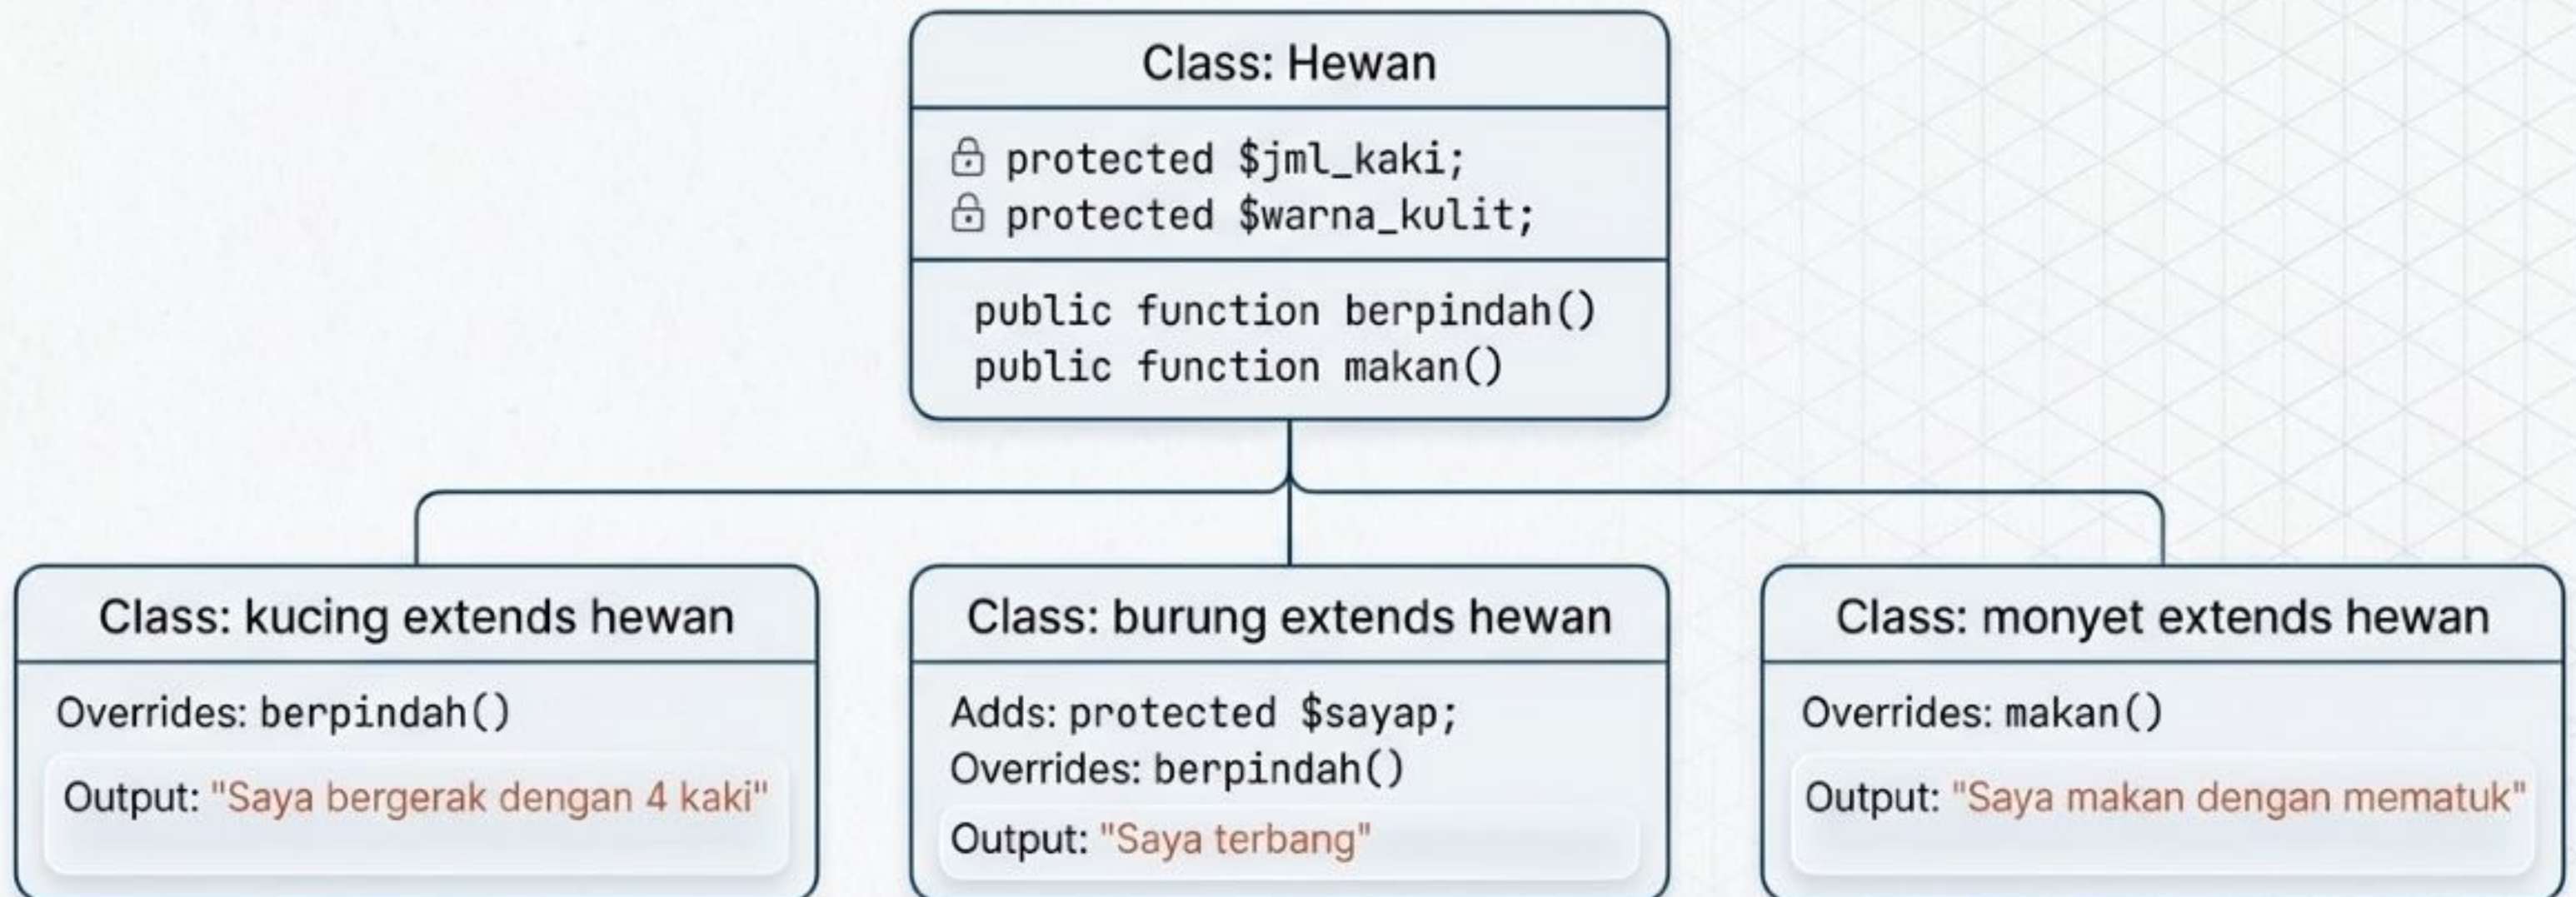 Class: Hewan
protected $jml_kaki;
protected $warna_kulit;
public function berpindah()
public function makan()
Class: kucing extends hewan
Overrides: berpindah()
Output: "Saya bergerak dengan 4 kaki"
Class: burung extends hewan
Adds: protected $sayap;
Overrides: berpindah()
Output: "Saya terbang"
Class: monyet extends hewan
Overrides: makan()
Output: "Saya makan dengan mematuk"